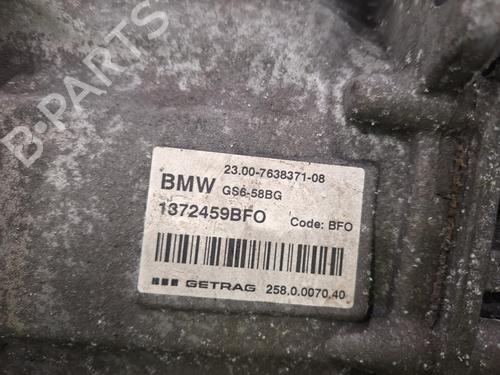 B-PARTS
23.00-7638371-08
BMW GS6-58BG
1372459BFO Code: BFO
GETRAG 258.0.0070.40